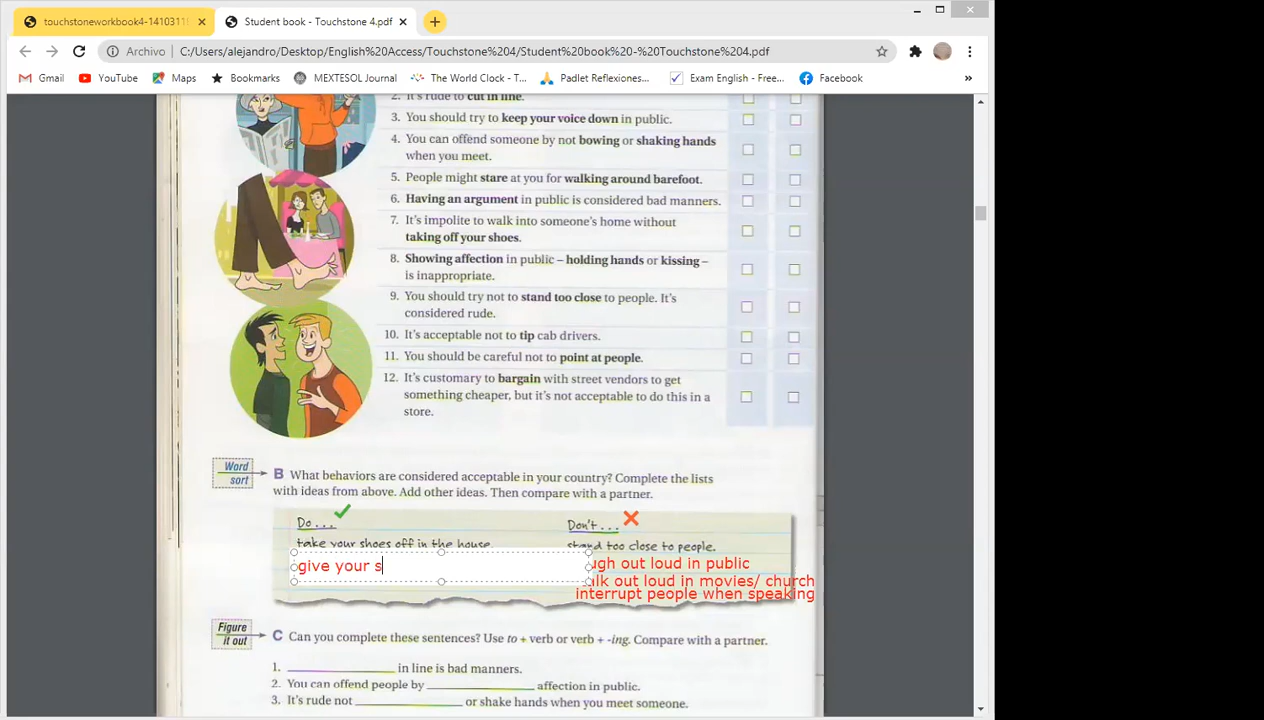 touchstoneworkbook4-14103111
Student book - Touchstone 4.pdf
Archivo
C:/Users/alejandro/Desktop/English%20Access/Touchstone%204/Student%20book%20-%20Touchstone%204.pdf
Gmail
YouTube
Maps
Bookmarks
MEXTESOL Journal
The World Clock - T...
Padlet Reflexiones...
Exam English - Free...
Facebook
»
2. It's rude to cut in line.
3. You should try to keep your voice down in public.
4. You can offend someone by not bowing or shaking hands
when you meet.
5. People might stare at you for walking around barefoot.
6. Having an argument in public is considered bad manners.
7. It's impolite to walk into someone's home without
taking off your shoes.
8. Showing affection in public – holding hands or kissing –
is inappropriate.
9. You should try not to stand too close to people. It's
considered rude.
10. It's acceptable not to tip cab drivers.
11. You should be careful not to point at people.
12. It's customary to bargain with street vendors to get
something cheaper, but it's not acceptable to do this in a
store.
Word
sort
B What behaviors are considered acceptable in your country? Complete the lists
with ideas from above. Add other ideas. Then compare with a partner.
Do . . .
Don't . . .
take your shoes off in the house.
stand too close to people.
give your s
ugh out loud in public
alk out loud in movies/ church
interrupt people when speaking
Figure
it out
C Can you complete these sentences? Use to + verb or verb + -ing. Compare with a partner.
1. ____________ in line is bad manners.
2. You can offend people by ____________ affection in public.
3. It's rude not ____________ or shake hands when you meet someone.